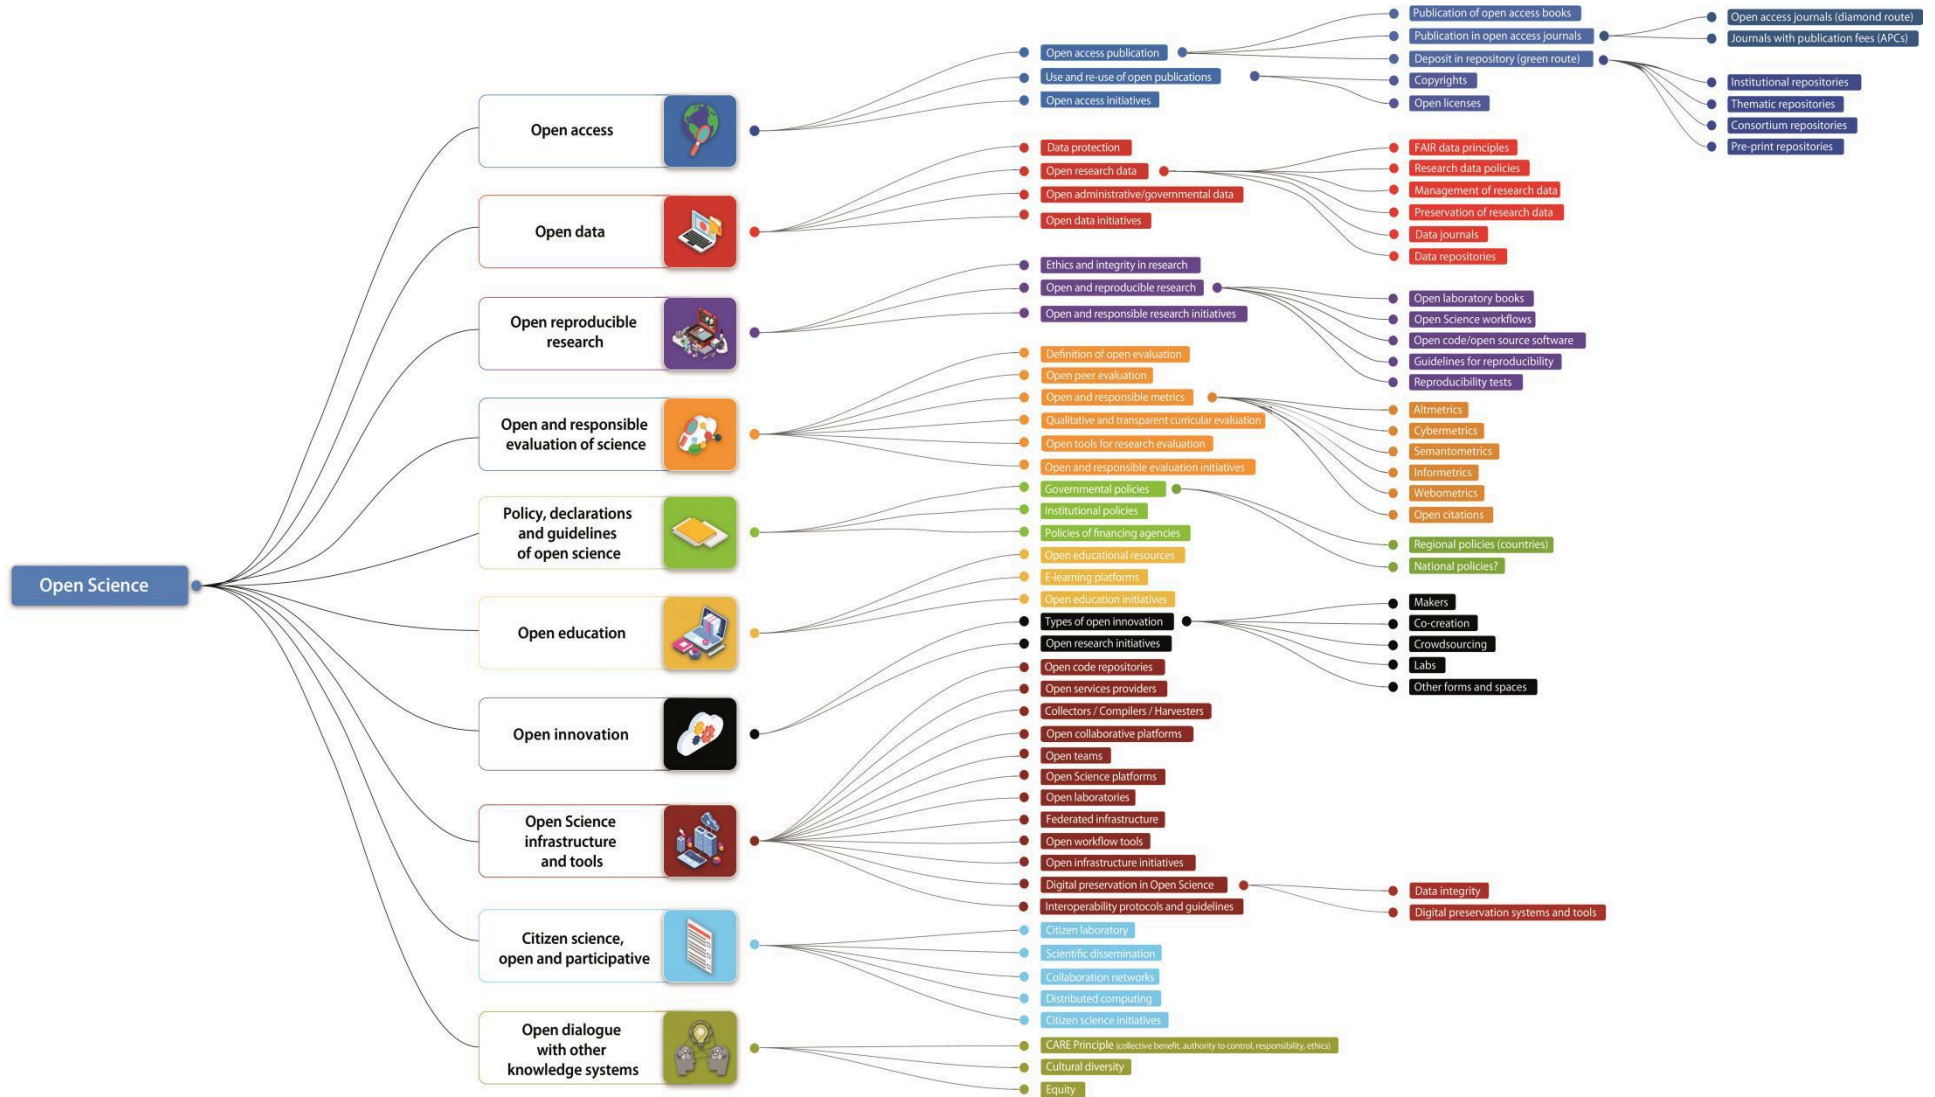 Open Science
Open access
Open access publication
Publication of open access books
Publication in open access journals
Open access journals (diamond route)
Journals with publication fees (APCs)
Deposit in repository (green route)
Institutional repositories
Thematic repositories
Consortium repositories
Pre-print repositories
Use and re-use of open publications
Copyrights
Open licenses
Open access initiatives
Open data
Data protection
Open research data
FAIR data principles
Research data policies
Management of research data
Preservation of research data
Data journals
Data repositories
Open administrative/governmental data
Open data initiatives
Open reproducible
research
Ethics and integrity in research
Open and reproducible research
Open laboratory books
Open Science workflows
Open code/open source software
Guidelines for reproducibility
Reproducibility tests
Open and responsible research initiatives
Open and responsible
evaluation of science
Definition of open evaluation
Open peer evaluation
Open and responsible metrics
Altmetrics
Cybermetrics
Semantometrics
Informetrics
Webometrics
Open citations
Qualitative and transparent curricular evaluation
Open tools for research evaluation
Open and responsible evaluation initiatives
Policy, declarations
and guidelines
of open science
Governmental policies
Regional policies (countries)
National policies?
Institutional policies
Policies of financing agencies
Open education
Open educational resources
E-learning platforms
Open education initiatives
Open innovation
Types of open innovation
Makers
Co-creation
Crowdsourcing
Labs
Other forms and spaces
Open research initiatives
Open Science
infrastructure
and tools
Open code repositories
Open services providers
Collectors / Compilers / Harvesters
Open collaborative platforms
Open teams
Open Science platforms
Open laboratories
Federated infrastructure
Open workflow tools
Open infrastructure initiatives
Digital preservation in Open Science
Data integrity
Digital preservation systems and tools
Interoperability protocols and guidelines
Citizen science,
open and participative
Citizen laboratory
Scientific dissemination
Collaboration networks
Distributed computing
Citizen science initiatives
Open dialogue
with other
knowledge systems
CARE Principle (collective benefit, authority to control, responsibility, ethics)
Cultural diversity
Equity